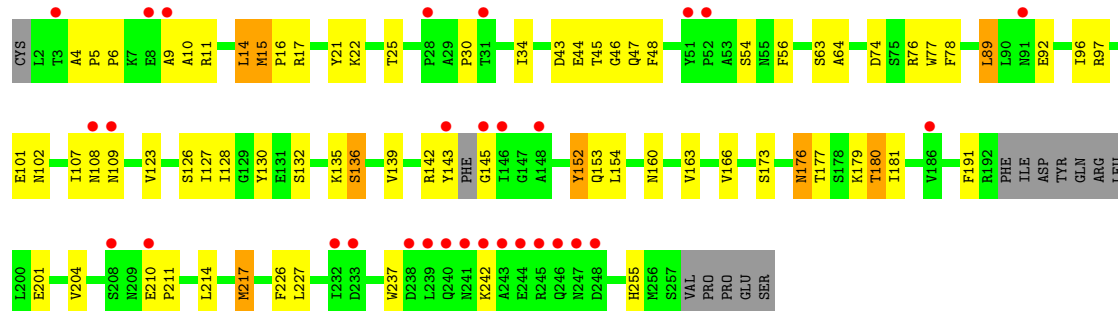 CYS L2 T3 A4 P5 P6 K7 E8 A9 A10 R11 L14 M15 P16 R17 Y21 K22 T25 P28 A29 P30 T31 I34 D43 E44 T45 G46 Q47 F48 Y51 P52 A53 S54 N55 F56 S63 A64 D74 S75 R76 W77 F78 L89 L90 N91 E92 I96 R97
E101 N102 I107 N108 N109 V123 S126 I127 I128 G129 Y130 E131 S132 K135 S136 V139 R142 Y143 PHE G145 T146 G147 A148 Y152 Q153 L154 N160 V163 V166 S173 N176 T177 S178 K179 T180 I181 V186 F191 R192 PHE ILE ASP TYR GLN ARG LEU
L200 E201 V204 S208 N209 E210 P211 L214 M217 F226 L227 I232 D233 W237 D238 L239 Q240 N241 K242 A243 E244 R245 Q246 N247 D248 H255 M256 S257 VAL PRO PRO GLU SER